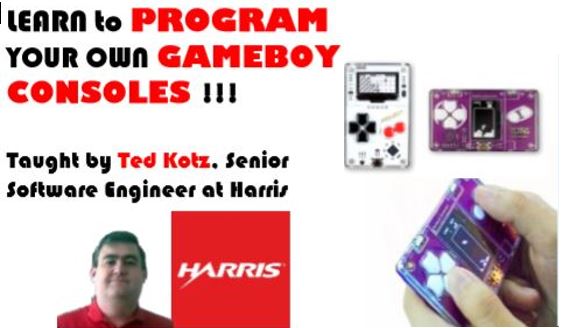 LEARN to PROGRAM
YOUR OWN GAMEBOY
CONSOLES !!!
Taught by Ted Kotz, Senior
Software Engineer at Harris
HARRIS